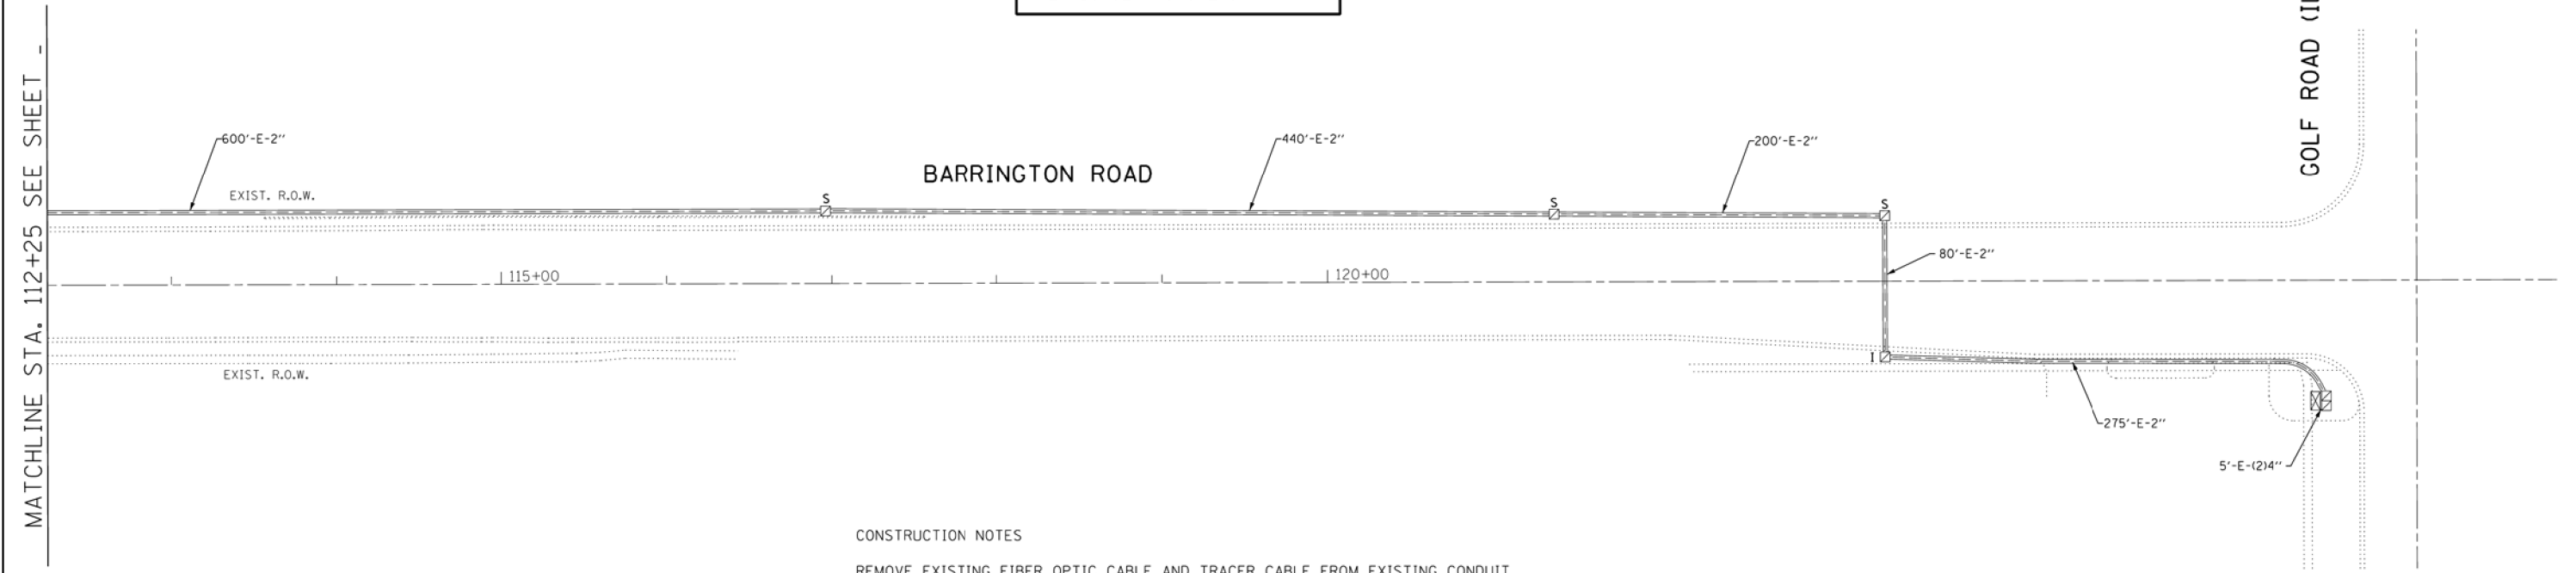 MATCHLINE STA. 112+25 SEE SHEET -
GOLF ROAD
600'-E-2"
440'-E-2"
200'-E-2"
BARRINGTON ROAD
EXIST. R.O.W.
S
S
S
80'-E-2"
115+00
120+00
I
EXIST. R.O.W.
275'-E-2"
5'-E-(2)4"
CONSTRUCTION NOTES
REMOVE EXISTING FIBER OPTIC CABLE AND TRACER CABLE FROM EXISTING CONDUIT